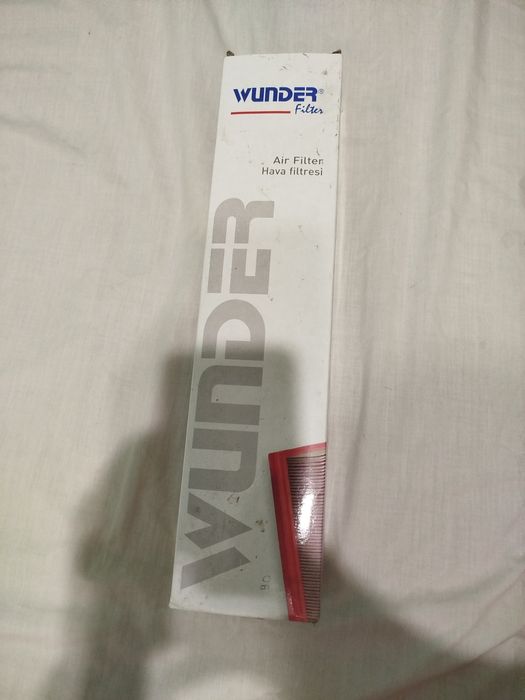 WUNDER®
Filter
Air Filter
Hava filtresi
WUNDER